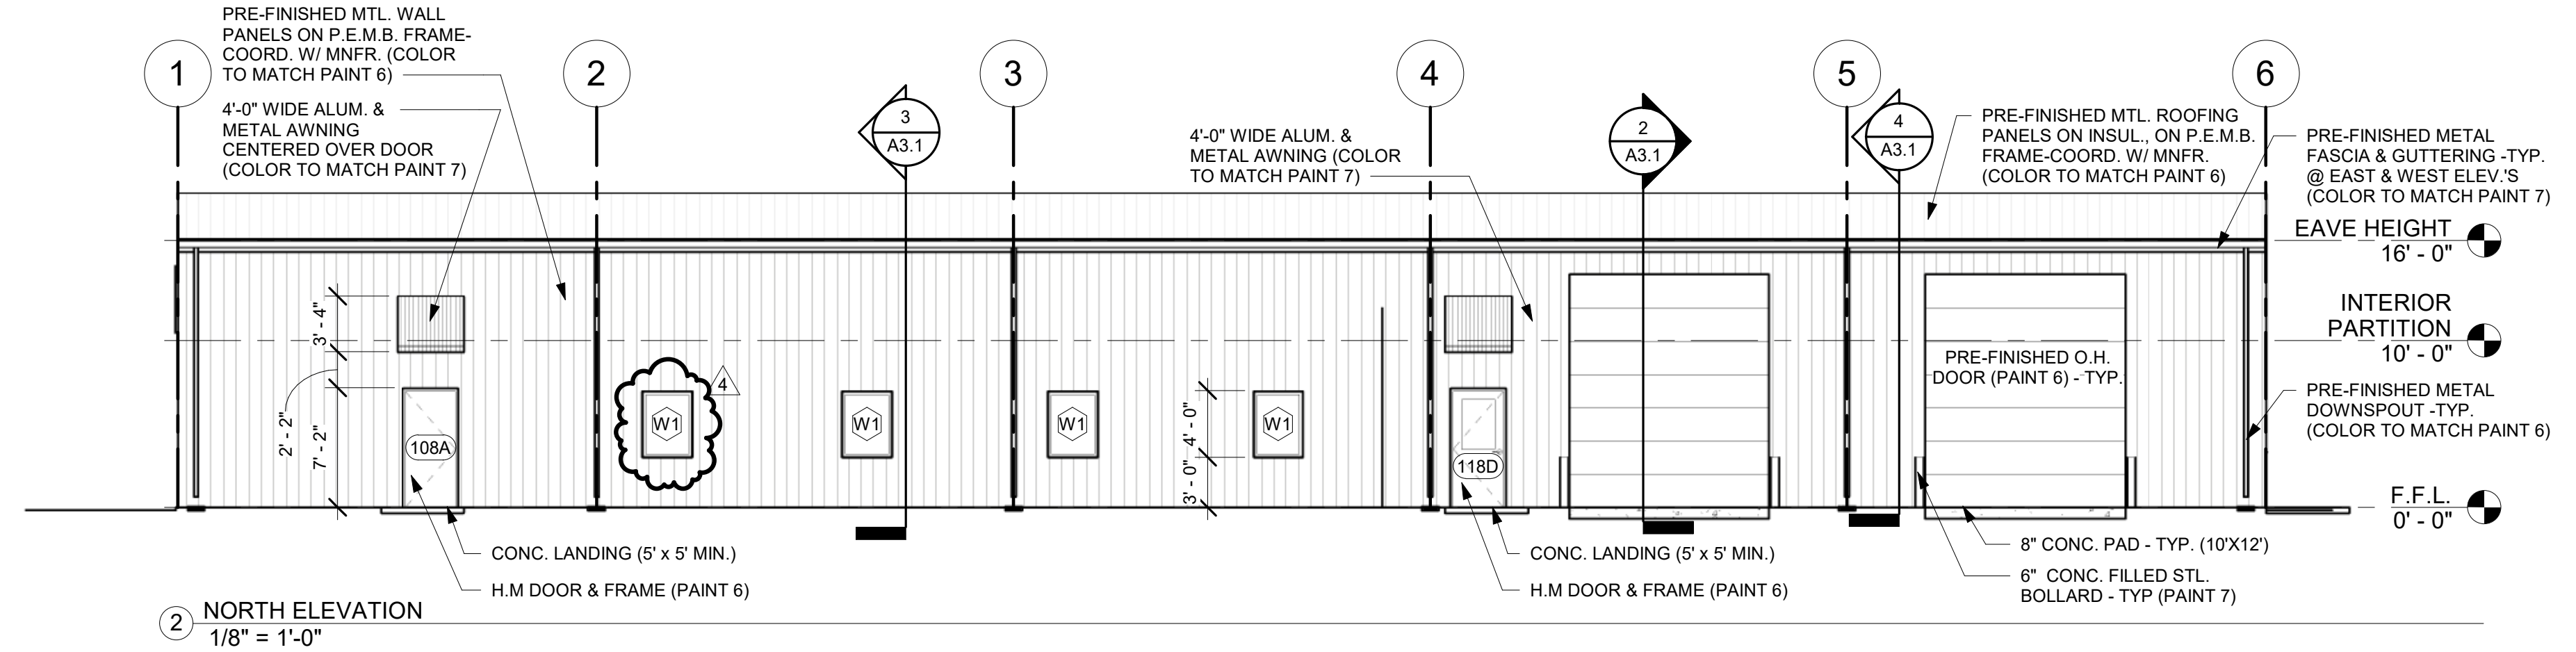 PRE-FINISHED MTL. WALL
PANELS ON P.E.M.B. FRAME-
COORD. W/ MNFR. (COLOR
TO MATCH PAINT 6)
4'-0" WIDE ALUM. &
METAL AWNING
CENTERED OVER DOOR
(COLOR TO MATCH PAINT 7)
1
2
3
4
5
6
3
A3.1
2
A3.1
4
A3.1
4'-0" WIDE ALUM. &
METAL AWNING (COLOR
TO MATCH PAINT 7)
PRE-FINISHED MTL. ROOFING
PANELS ON INSUL., ON P.E.M.B.
FRAME-COORD. W/ MNFR.
(COLOR TO MATCH PAINT 6)
PRE-FINISHED METAL
FASCIA & GUTTERING -TYP.
@ EAST & WEST ELEV.'S
(COLOR TO MATCH PAINT 7)
EAVE HEIGHT
16' - 0"
INTERIOR
PARTITION
10' - 0"
PRE-FINISHED METAL
DOWNSPOUT -TYP.
(COLOR TO MATCH PAINT 6)
F.F.L.
0' - 0"
3' - 4"
2' - 2"
7' - 2"
108A
W1
4
W1
W1
W1
4' - 0"
3' - 0"
118D
PRE-FINISHED O.H.
DOOR (PAINT 6) - TYP.
CONC. LANDING (5' x 5' MIN.)
H.M DOOR & FRAME (PAINT 6)
CONC. LANDING (5' x 5' MIN.)
H.M DOOR & FRAME (PAINT 6)
8" CONC. PAD - TYP. (10'X12')
6" CONC. FILLED STL.
BOLLARD - TYP (PAINT 7)
2
NORTH ELEVATION
1/8" = 1'-0"